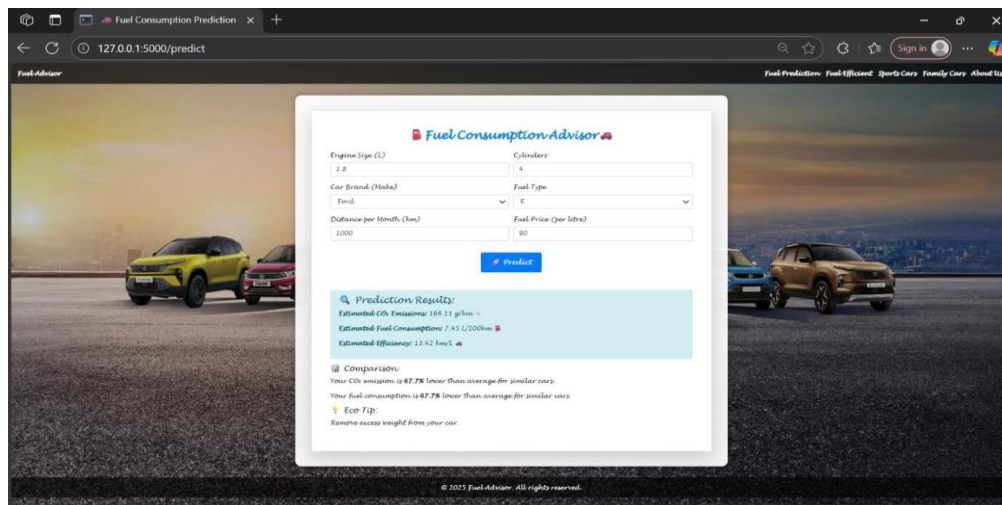 Fuel Consumption Prediction
127.0.0.1:5000/predict
Sign in
Fuel Advisor
Fuel Prediction Fuel Efficient Sports Cars Family Cars About Us
Fuel Consumption Advisor
Engine Size (L) Cylinders
1.8 4
Car Brand (Make) Fuel Type
Ford E
Distance per Month (km) Fuel Price (per litre)
1000 90
Predict
Prediction Results:
Estimated CO₂ Emissions: 166.11 g/km
Estimated Fuel Consumption: 7.45 L/100km
Estimated Efficiency: 13.42 km/L
Comparison:
Your CO₂ emission is 67.7% lower than average for similar cars.
Your fuel consumption is 67.7% lower than average for similar cars.
Eco Tip:
Remove excess weight from your car.
© 2025 Fuel Advisor. All rights reserved.